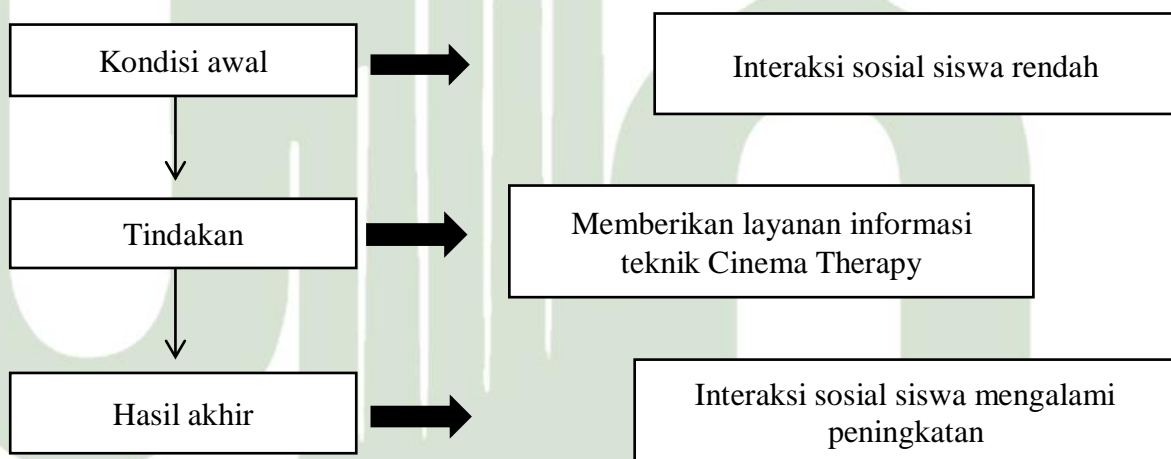 Kondisi awal
Interaksi sosial siswa rendah
Tindakan
Memberikan layanan informasi
teknik Cinema Therapy
Hasil akhir
Interaksi sosial siswa mengalami
peningkatan